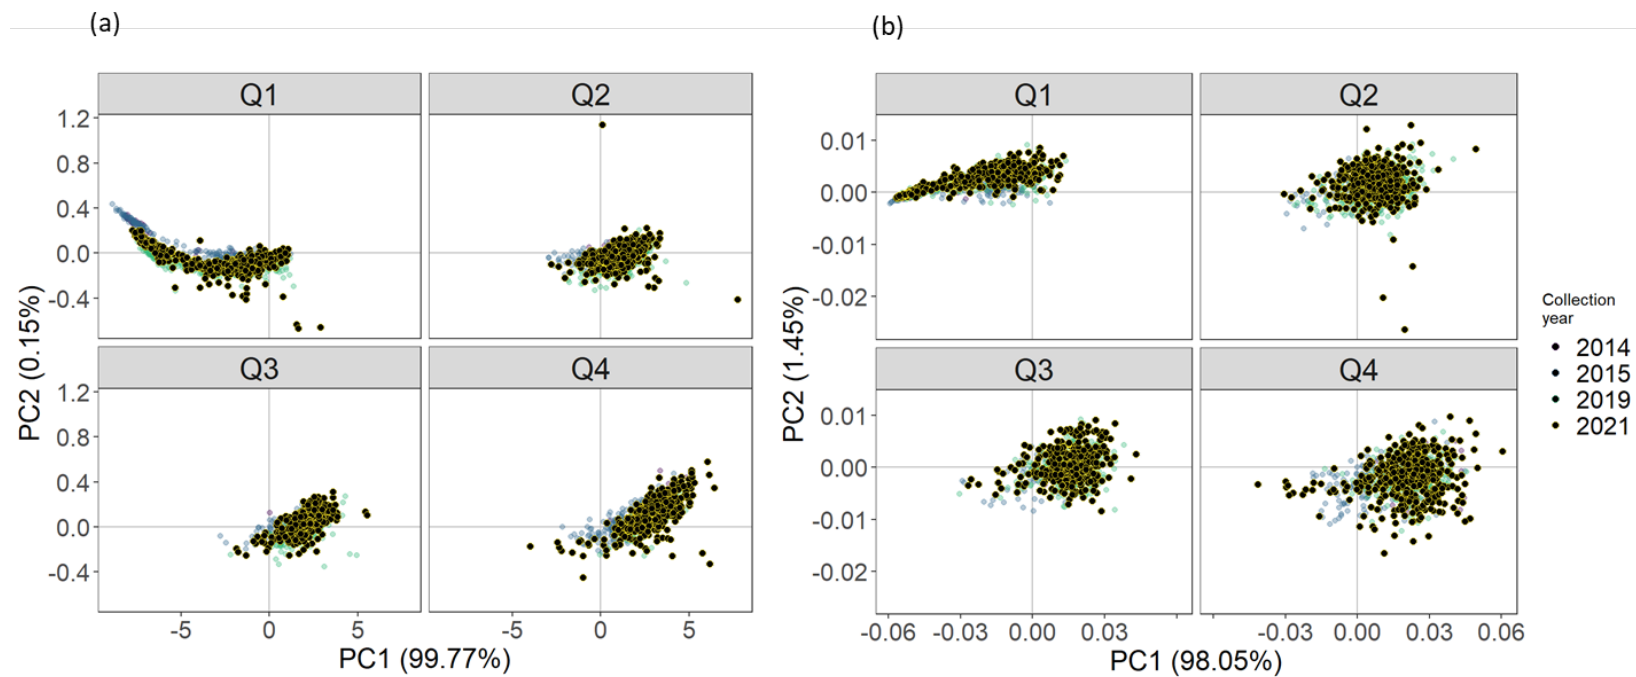 (a)
(b)
Q1
Q2
Q1
Q2
1.2
0.8
0.4
0.0
-0.4
0.01
0.00
-0.01
-0.02
PC2 (0.15%)
PC2 (1.45%)
Q3
Q4
Q3
Q4
1.2
0.8
0.4
0.0
-0.4
0.01
0.00
-0.01
-0.02
-5 0 5 -5 0 5
-0.06 -0.03 0.00 0.03 -0.03 0.00 0.03 0.06
PC1 (99.77%)
PC1 (98.05%)
Collection
year
2014
2015
2019
2021